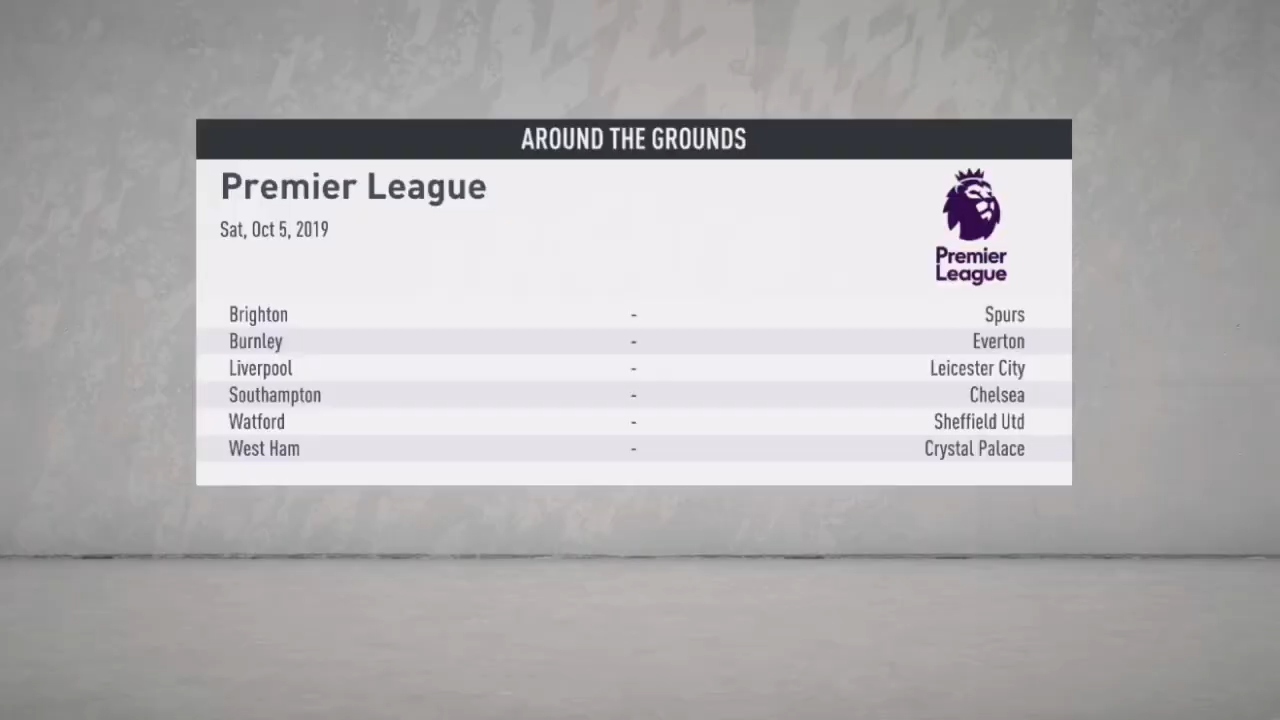 AROUND THE GROUNDS
Premier League
Sat, Oct 5, 2019
Premier
League
Brighton - Spurs
Burnley - Everton
Liverpool - Leicester City
Southampton - Chelsea
Watford - Sheffield Utd
West Ham - Crystal Palace